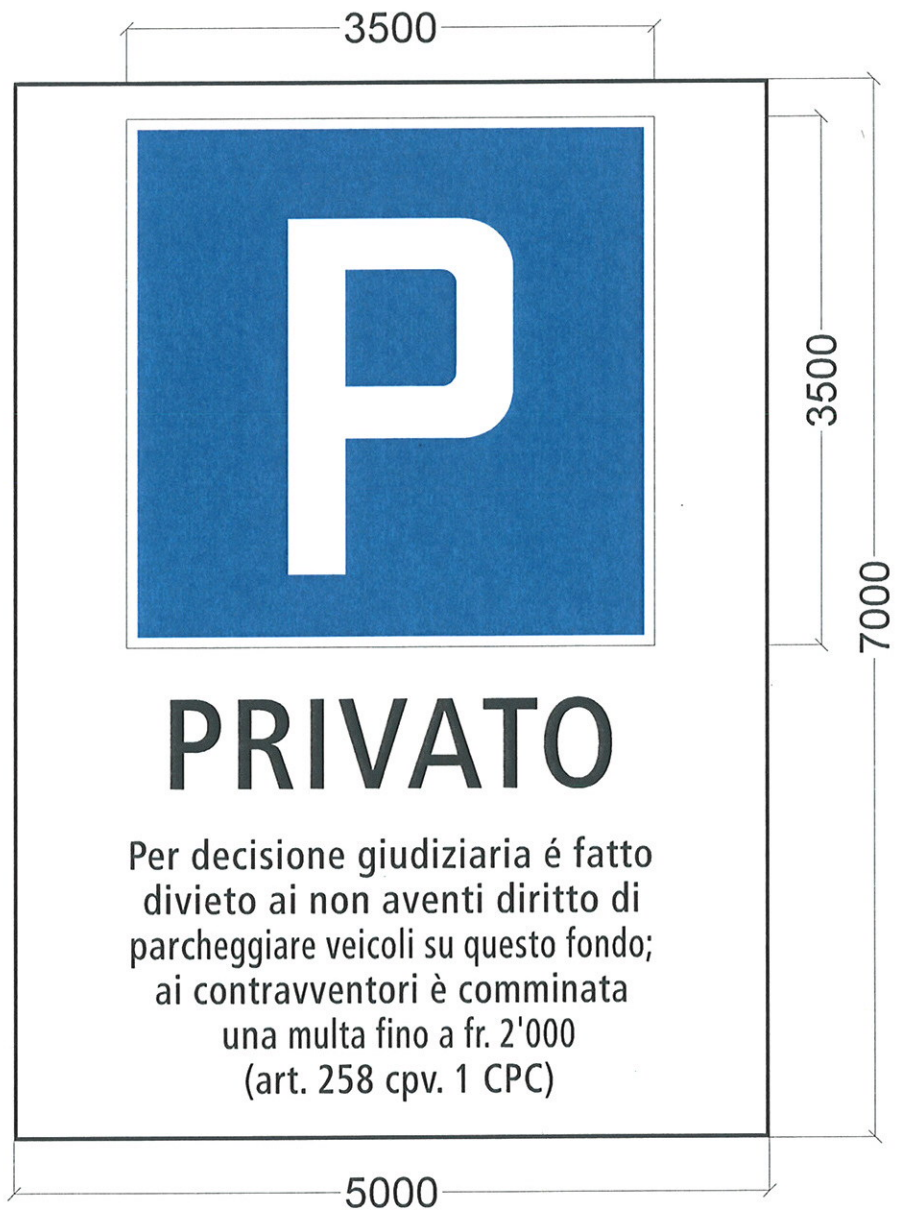 3500
P
3500
7000
PRIVATO
Per decisione giudiziaria é fatto
divieto ai non aventi diritto di
parcheggiare veicoli su questo fondo;
ai contravventori è comminata
una multa fino a fr. 2'000
(art. 258 cpv. 1 CPC)
5000